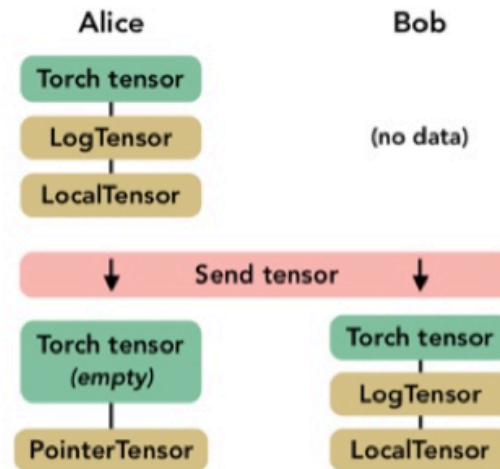 Alice
Bob
Torch tensor
LogTensor
(no data)
LocalTensor
Send tensor
Torch tensor
(empty)
Torch tensor
LogTensor
PointerTensor
LocalTensor